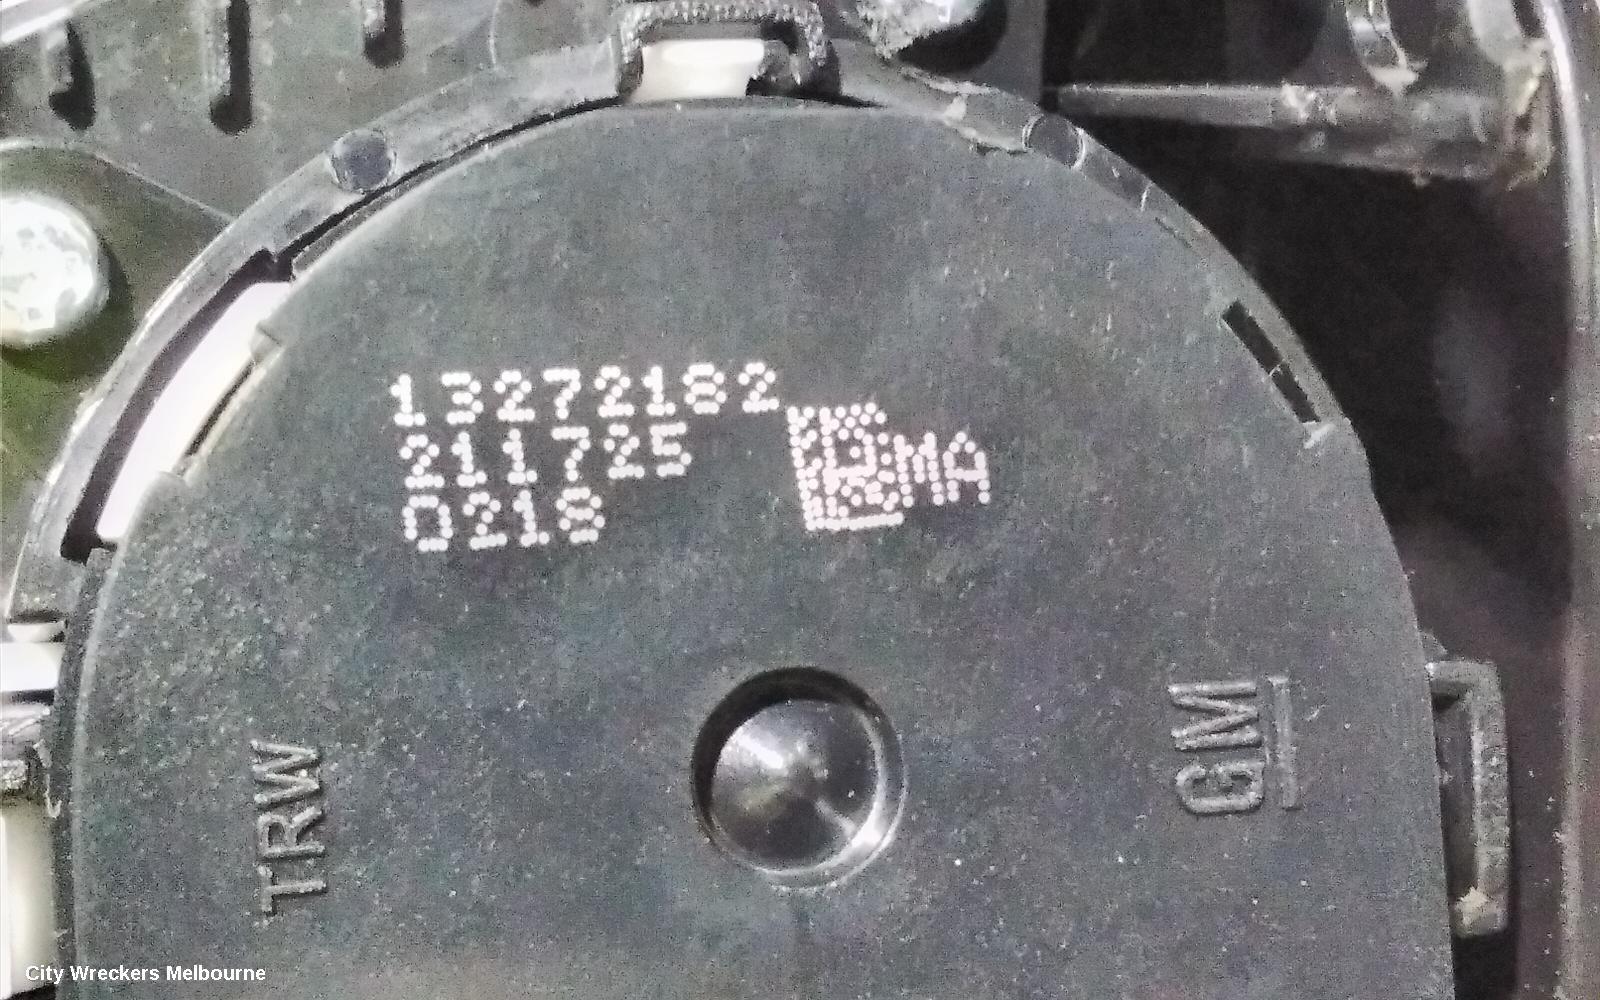 13272182
211725
0218
MA
TRW
GM
City Wreckers Melbourne